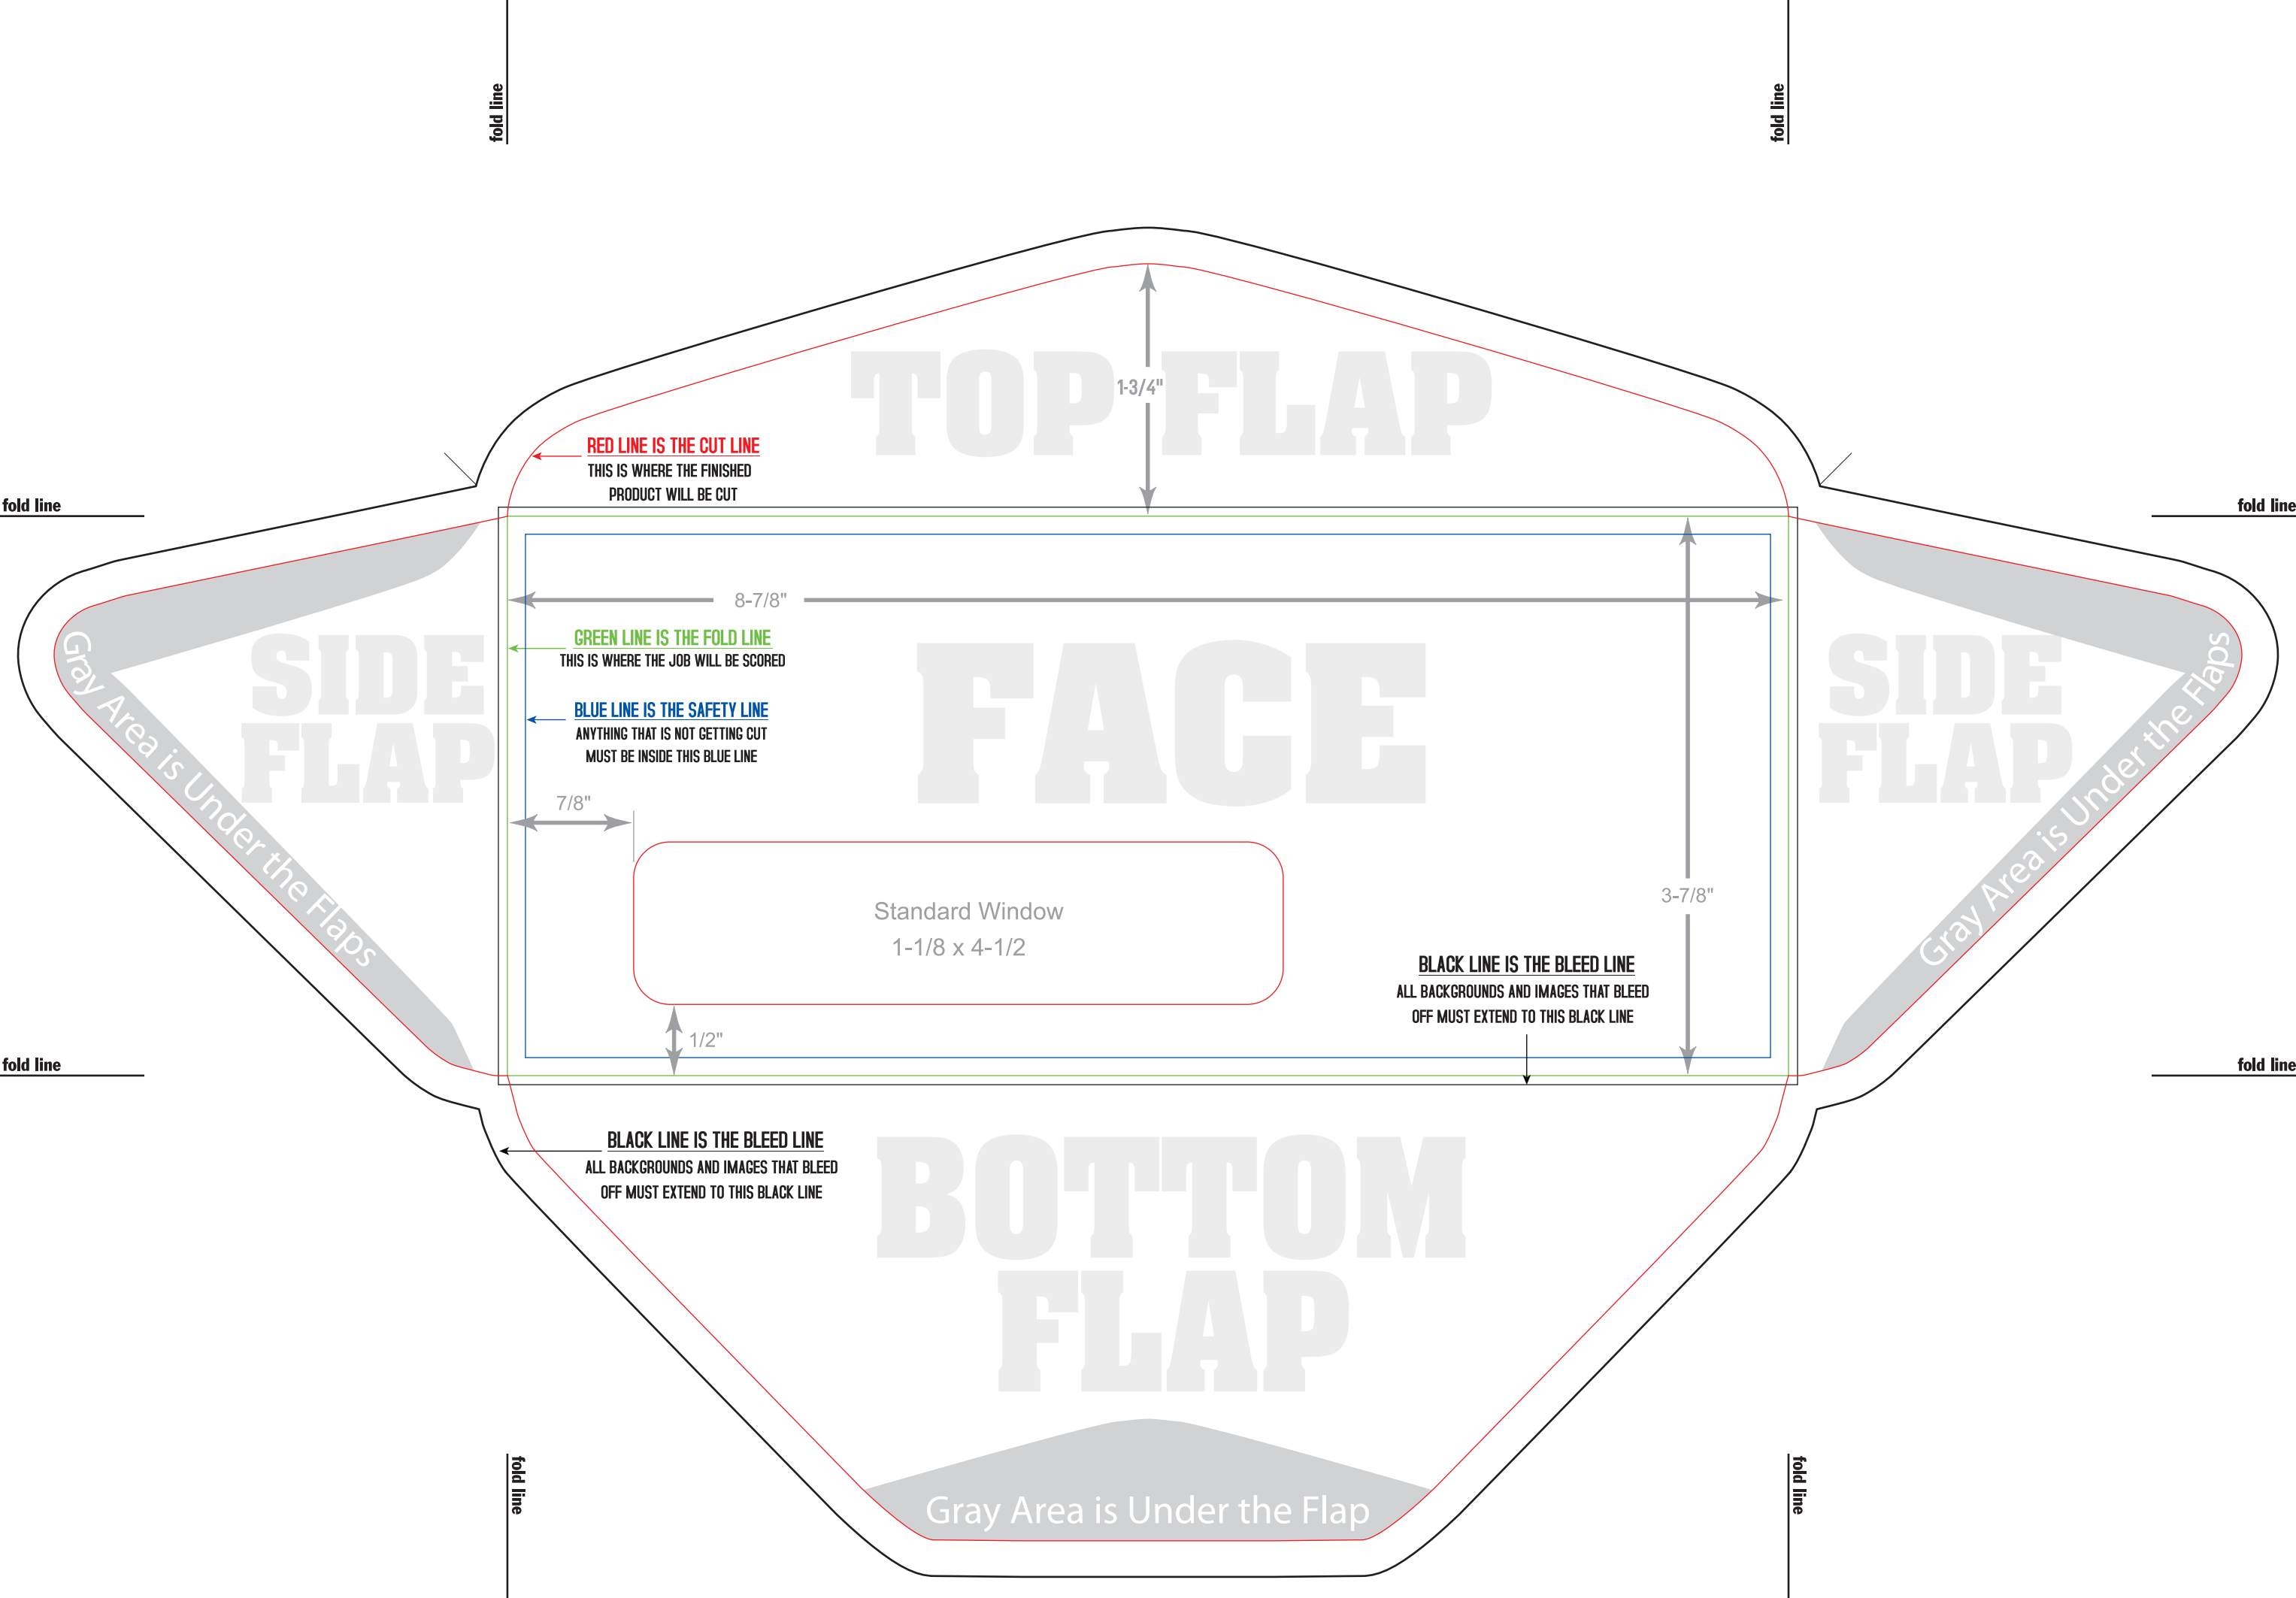 fold line
fold line
TOP FLAP
1-3/4"
RED LINE IS THE CUT LINE
THIS IS WHERE THE FINISHED
PRODUCT WILL BE CUT
fold line
fold line
8-7/8"
GREEN LINE IS THE FOLD LINE
THIS IS WHERE THE JOB WILL BE SCORED
FACE
SIDE
FLAP
Gray Area is Under the Flaps
SIDE
FLAP
Gray Area is Under the Flaps
BLUE LINE IS THE SAFETY LINE
ANYTHING THAT IS NOT GETTING CUT
MUST BE INSIDE THIS BLUE LINE
7/8"
3-7/8"
Standard Window
1-1/8 x 4-1/2
BLACK LINE IS THE BLEED LINE
ALL BACKGROUNDS AND IMAGES THAT BLEED
OFF MUST EXTEND TO THIS BLACK LINE
1/2"
fold line
fold line
BLACK LINE IS THE BLEED LINE
ALL BACKGROUNDS AND IMAGES THAT BLEED
OFF MUST EXTEND TO THIS BLACK LINE
BOTTOM
FLAP
Gray Area is Under the Flap
fold line
fold line